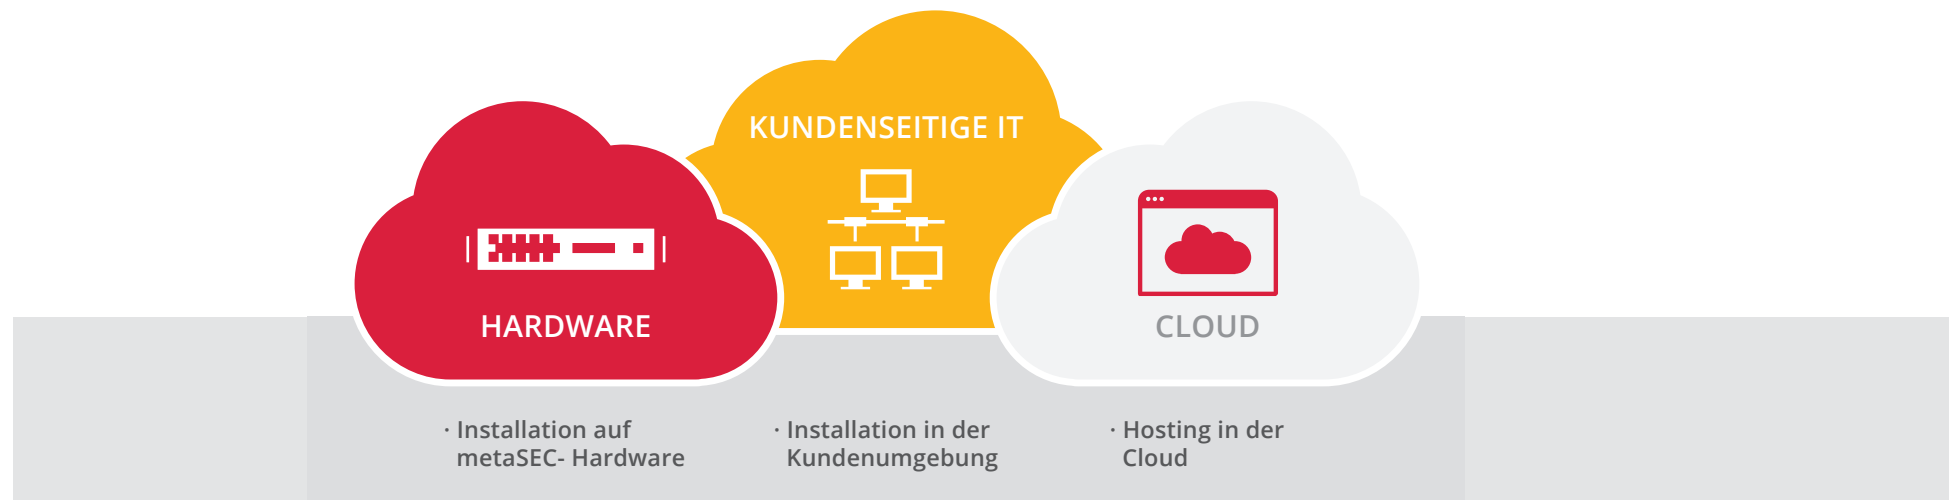 KUNDENSEITIGE IT
HARDWARE
CLOUD
· Installation auf
metaSEC- Hardware
· Installation in der
Kundenumgebung
· Hosting in der
Cloud